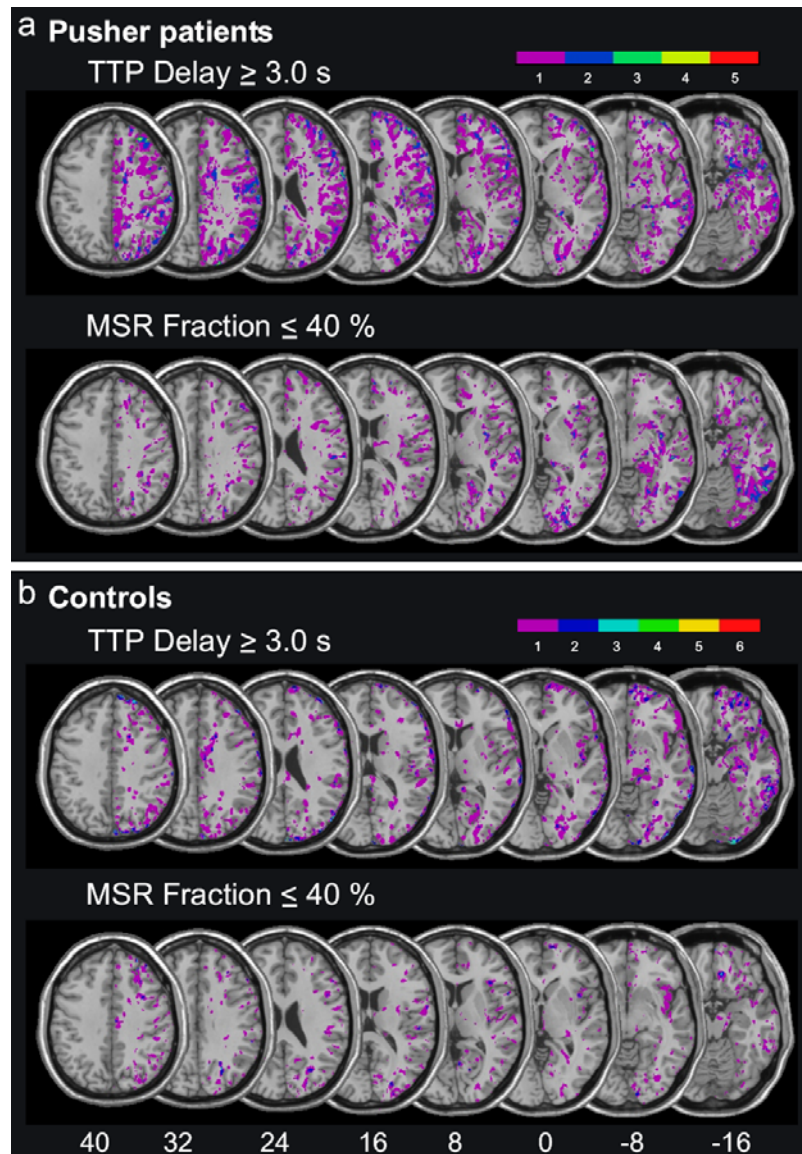 a Pusher patients
TTP Delay ≥ 3.0 s
1 2 3 4 5
MSR Fraction ≤ 40 %
b Controls
TTP Delay ≥ 3.0 s
1 2 3 4 5 6
MSR Fraction ≤ 40 %
40 32 24 16 8 0 -8 -16